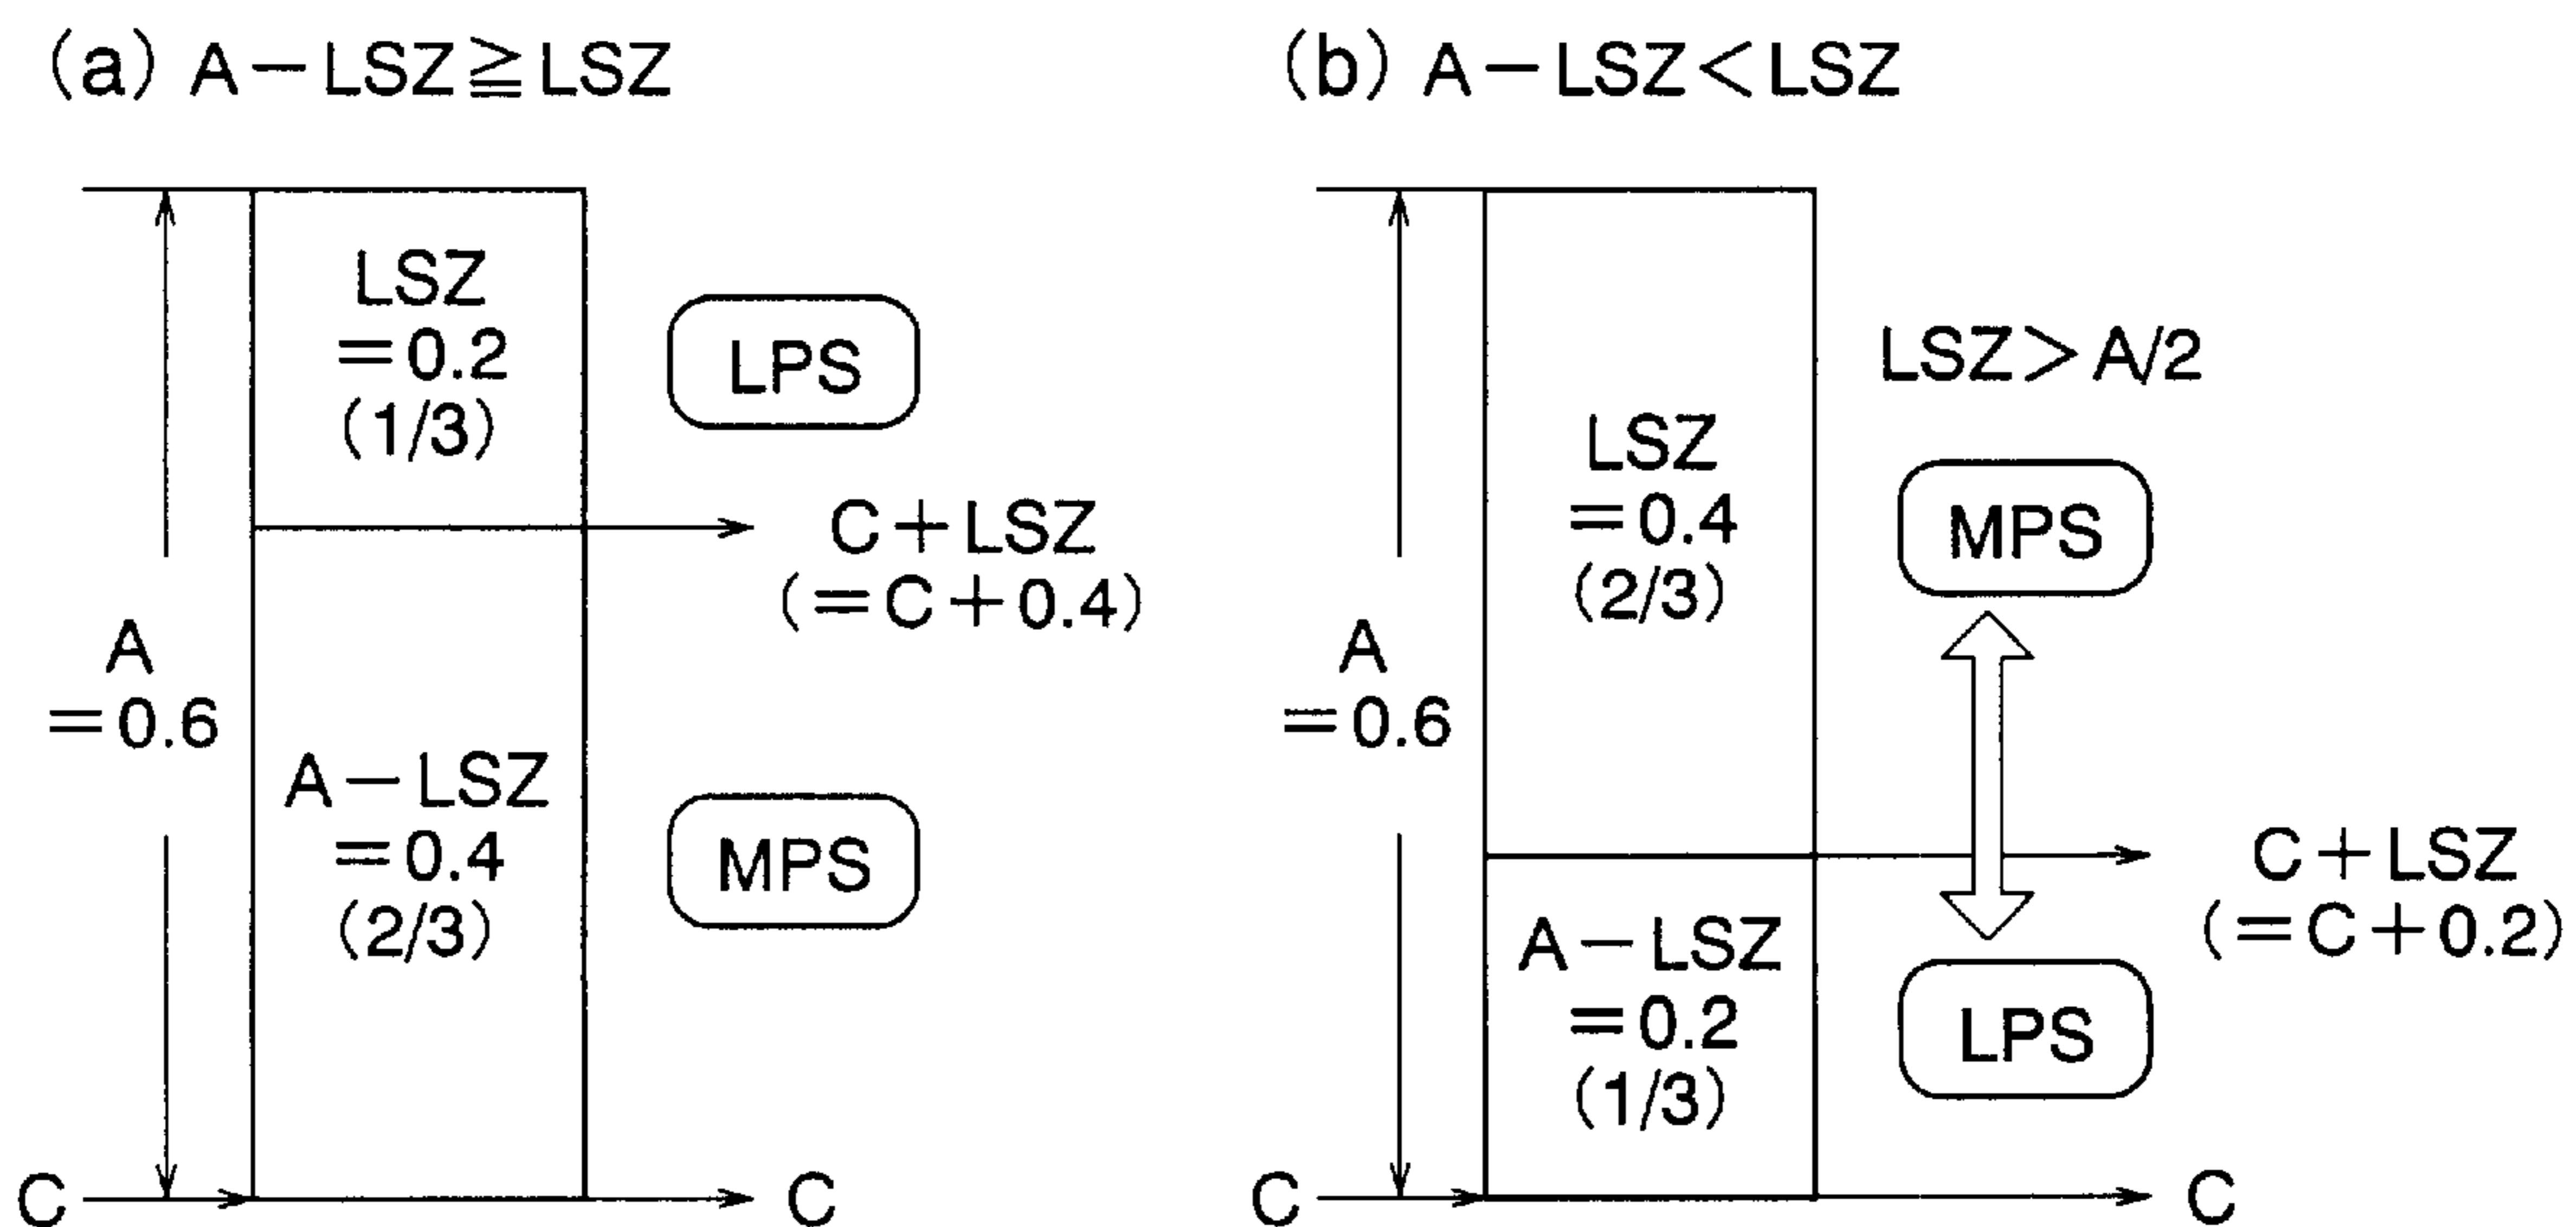 (a) A－LSZ≧LSZ
LSZ
=0.2
(1/3)
LPS
C＋LSZ
(=C＋0.4)
A
=0.6
A－LSZ
=0.4
(2/3)
MPS
C
C
(b) A－LSZ＜LSZ
LSZ＞A/2
LSZ
=0.4
(2/3)
MPS
A
=0.6
C＋LSZ
(=C＋0.2)
A－LSZ
=0.2
(1/3)
LPS
C
C